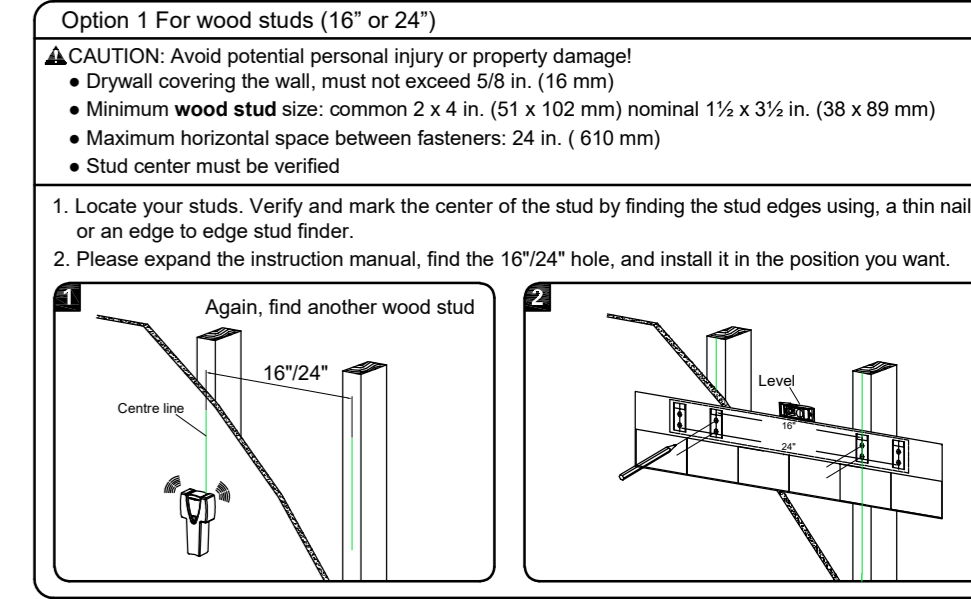 Option 1 For wood studs (16” or 24”)
CAUTION: Avoid potential personal injury or property damage!
● Drywall covering the wall, must not exceed 5/8 in. (16 mm)
● Minimum wood stud size: common 2 x 4 in. (51 x 102 mm) nominal 1½ x 3½ in. (38 x 89 mm)
● Maximum horizontal space between fasteners: 24 in. ( 610 mm)
● Stud center must be verified
1. Locate your studs. Verify and mark the center of the stud by finding the stud edges using, a thin nail
or an edge to edge stud finder.
2. Please expand the instruction manual, find the 16"/24" hole, and install it in the position you want.
1
Again, find another wood stud
16"/24"
Centre line
2
Level
16"
24"